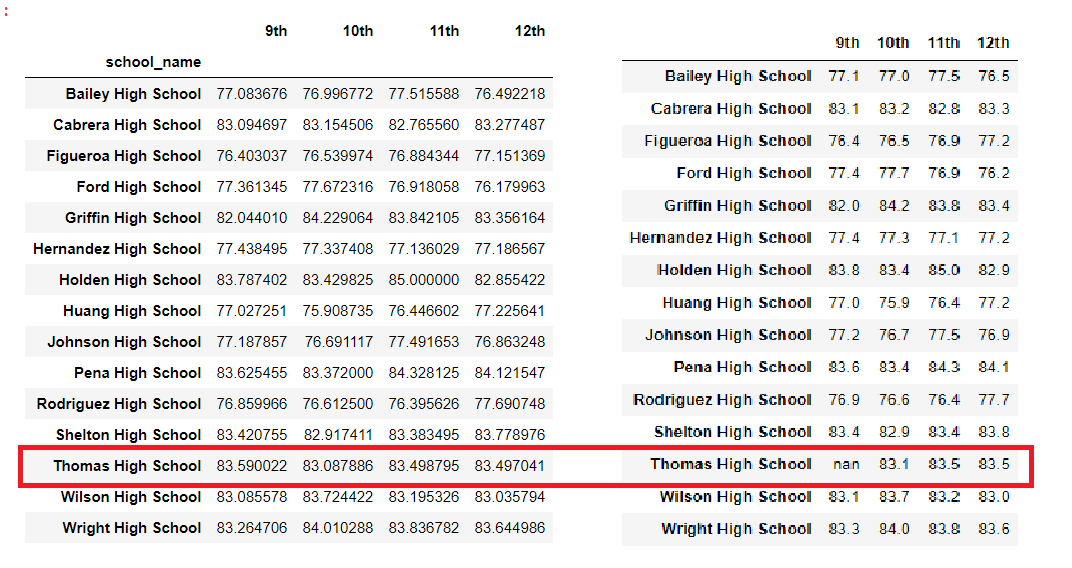 :
9th 10th 11th 12th
school_name
Bailey High School 77.083676 76.996772 77.515588 76.492218
Cabrera High School 83.094697 83.154506 82.765560 83.277487
Figueroa High School 76.403037 76.539974 76.884344 77.151369
Ford High School 77.361345 77.672316 76.918058 76.179963
Griffin High School 82.044010 84.229064 83.842105 83.356164
Hernandez High School 77.438495 77.337408 77.136029 77.186567
Holden High School 83.787402 83.429825 85.000000 82.855422
Huang High School 77.027251 75.908735 76.446602 77.225641
Johnson High School 77.187857 76.691117 77.491653 76.863248
Pena High School 83.625455 83.372000 84.328125 84.121547
Rodriguez High School 76.859966 76.612500 76.395626 77.690748
Shelton High School 83.420755 82.917411 83.383495 83.778976
Thomas High School 83.590022 83.087886 83.498795 83.497041
Wilson High School 83.085578 83.724422 83.195326 83.035794
Wright High School 83.264706 84.010288 83.836782 83.644986
9th 10th 11th 12th
Bailey High School 77.1 77.0 77.5 76.5
Cabrera High School 83.1 83.2 82.8 83.3
Figueroa High School 76.4 76.5 76.9 77.2
Ford High School 77.4 77.7 76.9 76.2
Griffin High School 82.0 84.2 83.8 83.4
Hernandez High School 77.4 77.3 77.1 77.2
Holden High School 83.8 83.4 85.0 82.9
Huang High School 77.0 75.9 76.4 77.2
Johnson High School 77.2 76.7 77.5 76.9
Pena High School 83.6 83.4 84.3 84.1
Rodriguez High School 76.9 76.6 76.4 77.7
Shelton High School 83.4 82.9 83.4 83.8
Thomas High School nan 83.1 83.5 83.5
Wilson High School 83.1 83.7 83.2 83.0
Wright High School 83.3 84.0 83.8 83.6